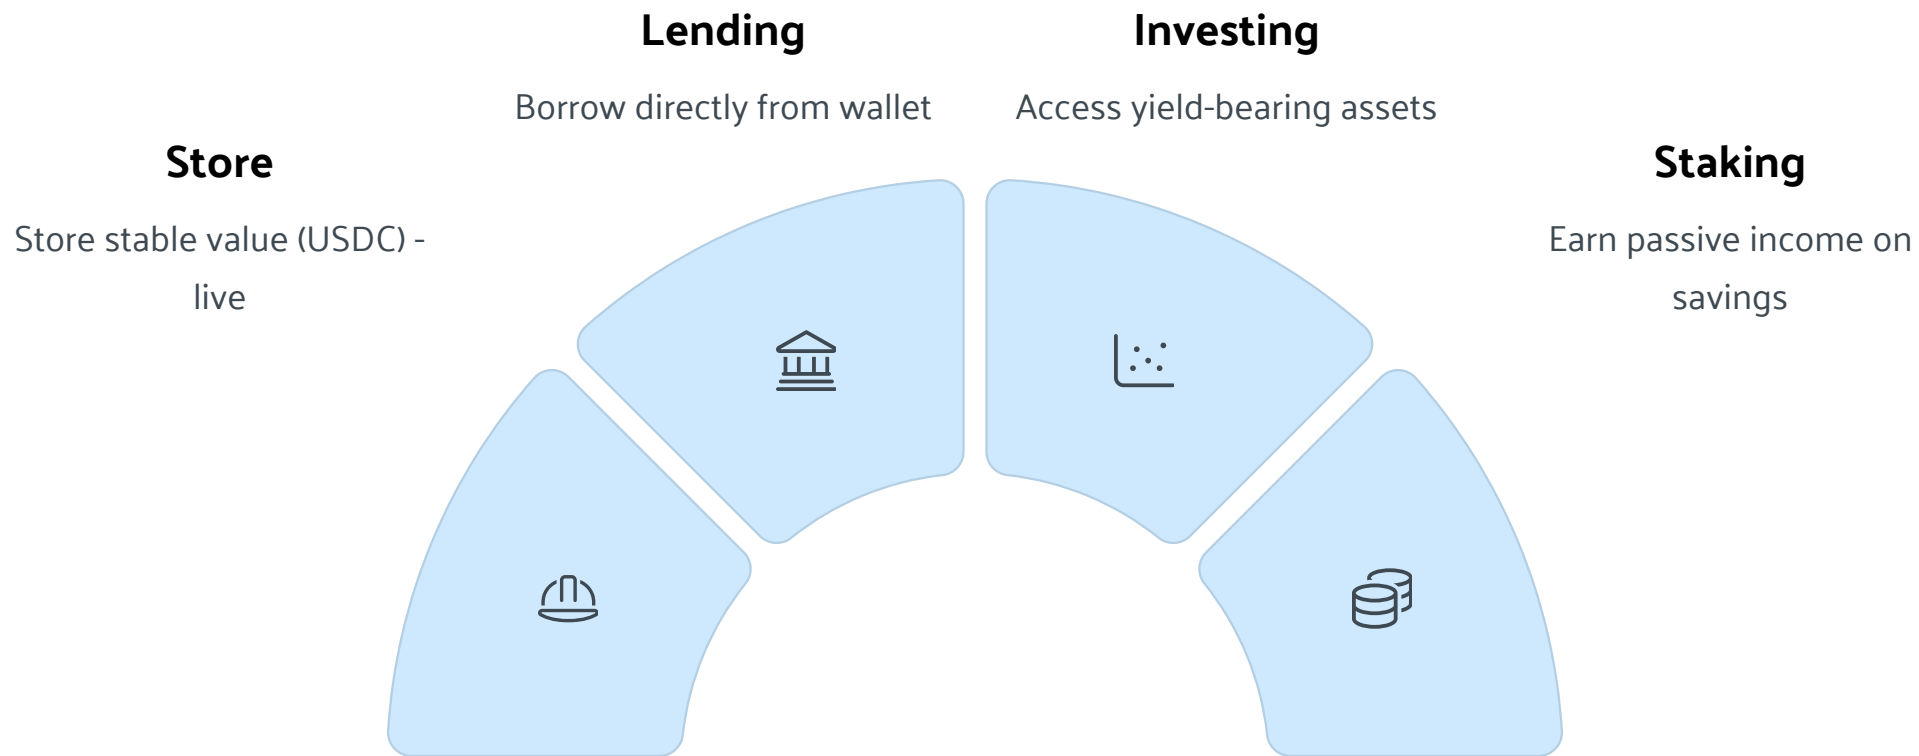 Lending
Borrow directly from wallet
Investing
Access yield-bearing assets
Store
Store stable value (USDC) -
live
Staking
Earn passive income on
savings